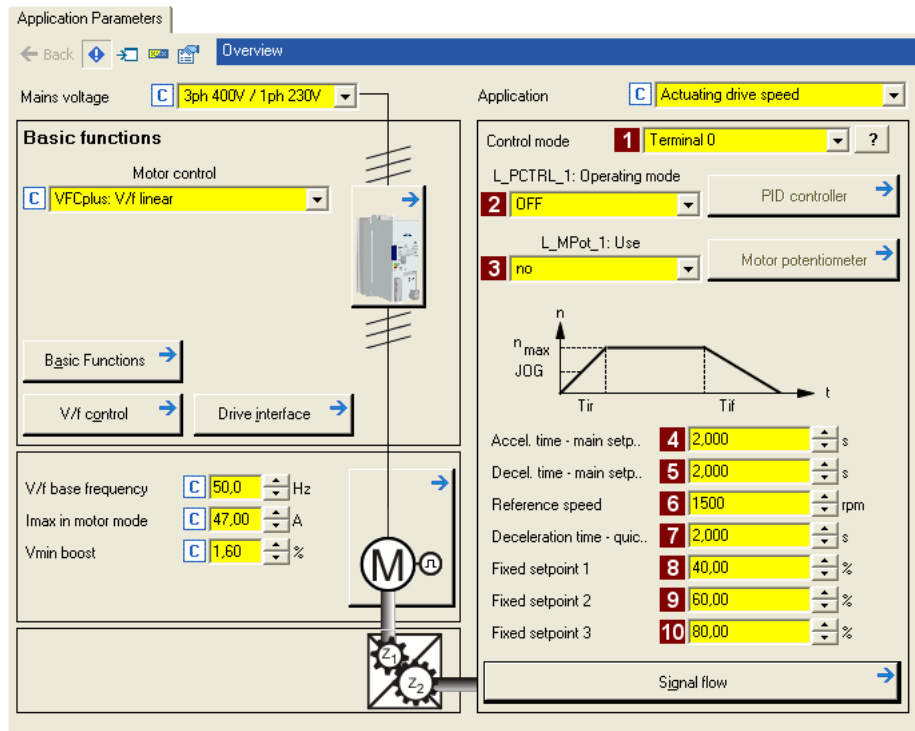 Application Parameters
Back
Overview
Mains voltage C 3ph 400V / 1ph 230V
Application C Actuating drive speed
Basic functions
Motor control
C VFCplus: V/f linear
Basic Functions
V/f control Drive interface
V/f base frequency C 50,0 Hz
Imax in motor mode C 47,00 A
Vmin boost C 1,60 %
M
Z1
Z2
Control mode 1 Terminal 0 ?
L_PCTRL_1: Operating mode
2 OFF PID controller
L_MPot_1: Use
3 no Motor potentiometer
n
n max
JOG
t
Tir Tif
Accel. time - main setp.. 4 2,000 s
Decel. time - main setp.. 5 2,000 s
Reference speed 6 1500 rpm
Deceleration time - quic.. 7 2,000 s
Fixed setpoint 1 8 40,00 %
Fixed setpoint 2 9 60,00 %
Fixed setpoint 3 10 80,00 %
Signal flow